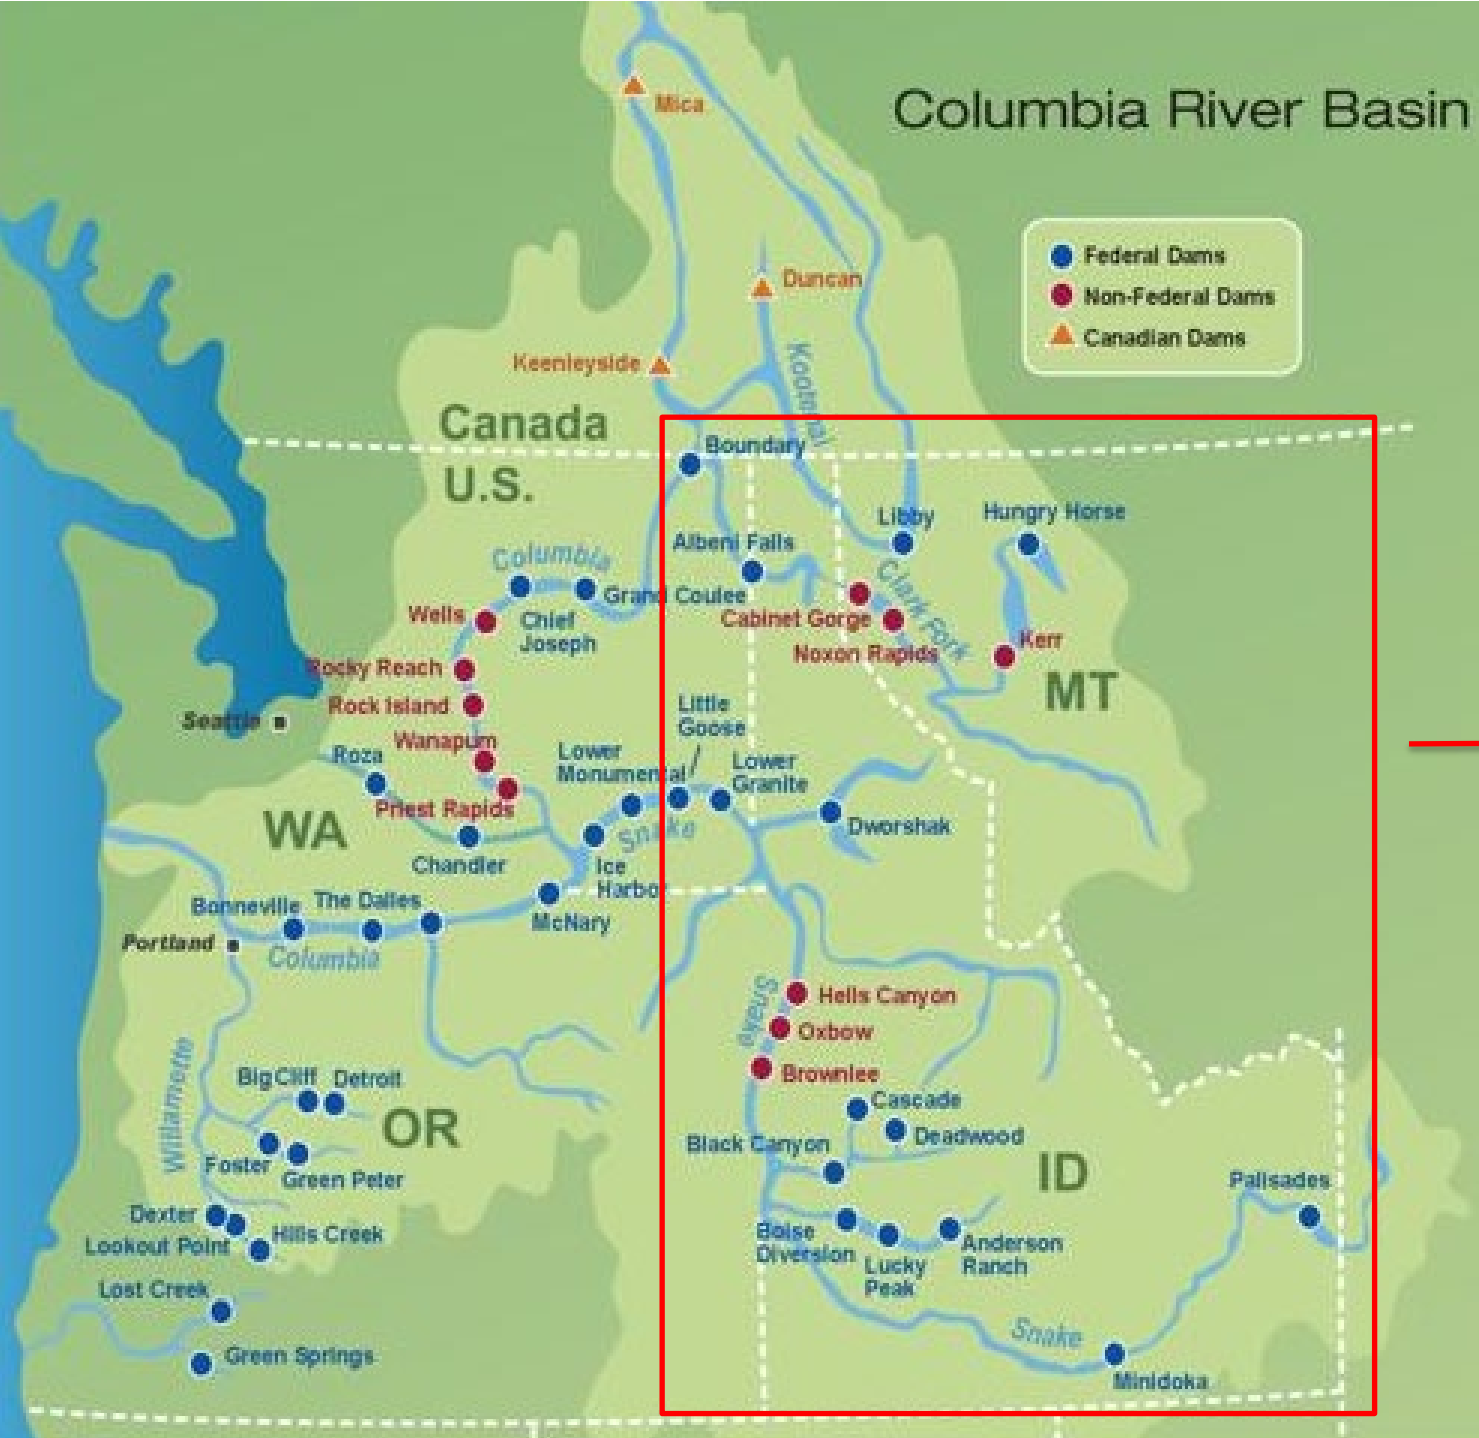 Columbia River Basin
Mica
Federal Dams
Non-Federal Dams
Canadian Dams
Duncan
Keenleyside
Kootenai
Canada
U.S.
Boundary
Libby
Hungry Horse
Albeni Falls
Columbia
Grand Coulee
Wells
Chief
Joseph
Cabinet Gorge
Clark Fork
Noxon Rapids
Kerr
MT
Rocky Reach
Rock Island
Seattle
Wanapum
Roza
Priest Rapids
Lower
Monumental
Little
Goose
Lower
Granite
WA
Chandler
Snake
Ice
Harbor
Dworshak
Bonneville
The Dalles
McNary
Portland
Columbia
Snake
Hells Canyon
Oxbow
Brownlee
Willamette
Big Cliff
Detroit
OR
Foster
Green Peter
Cascade
Deadwood
Black Canyon
ID
Palisades
Dexter
Lookout Point
Hills Creek
Boise
Diversion
Lucky
Peak
Anderson
Ranch
Lost Creek
Green Springs
Snake
Minidoka